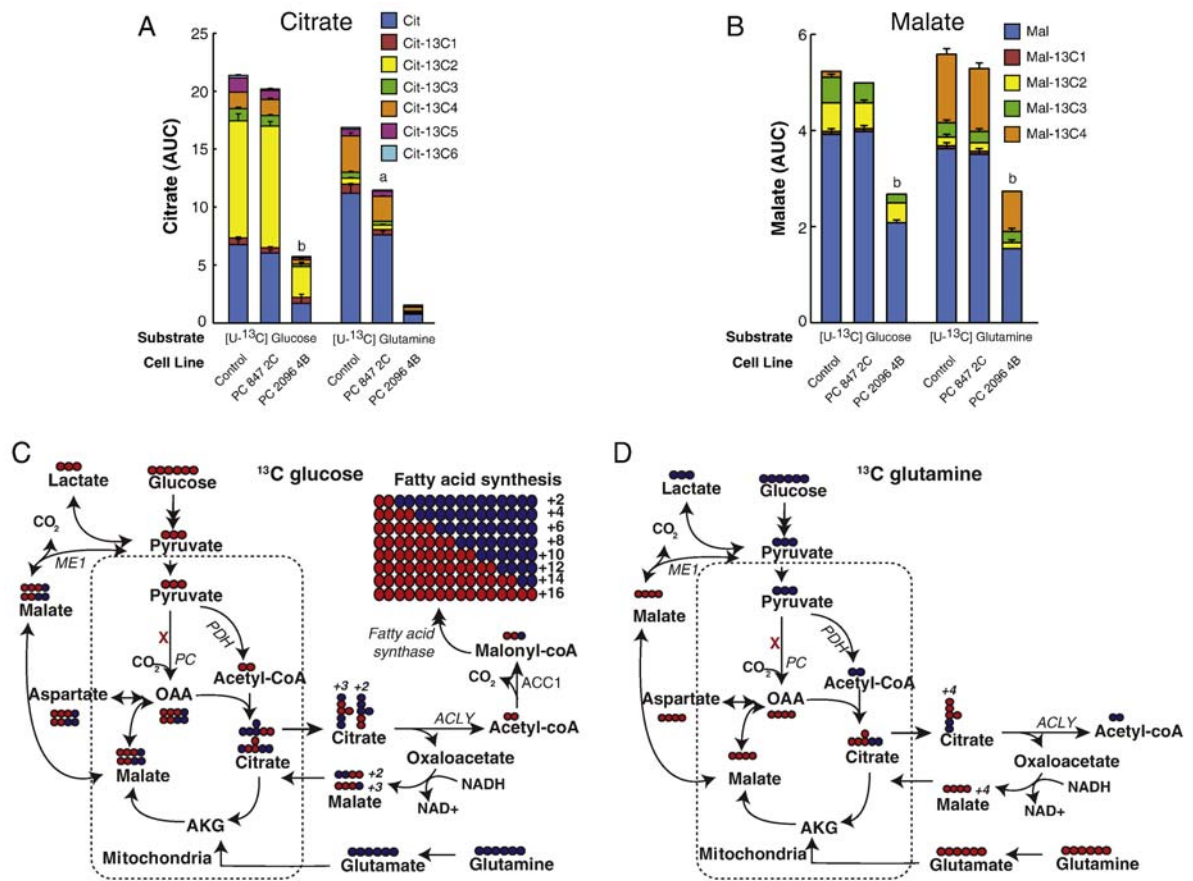 A
Citrate
Citrate (AUC)
25
20
15
10
5
0
Cit
Cit-13C1
Cit-13C2
Cit-13C3
Cit-13C4
Cit-13C5
Cit-13C6
b
a
Substrate
[U-¹³C] Glucose
[U-¹³C] Glutamine
Cell Line
Control
PC 847 2C
PC 2096 4B
Control
PC 847 2C
PC 2096 4B
B
Malate
Malate (AUC)
6
4
2
0
Mal
Mal-13C1
Mal-13C2
Mal-13C3
Mal-13C4
b
b
Substrate
[U-¹³C] Glucose
[U-¹³C] Glutamine
Cell Line
Control
PC 847 2C
PC 2096 4B
Control
PC 847 2C
PC 2096 4B
C
¹³C glucose
Lactate
Glucose
CO₂
Pyruvate
ME1
Malate
Pyruvate
X
PDH
CO₂
PC
Acetyl-CoA
Aspartate
OAA
Malate
Citrate
AKG
Mitochondria
Glutamate
Glutamine
+3 +2
Citrate
ACLY
Acetyl-coA
Oxaloacetate
NADH
NAD+
+2
+3
Malate
CO₂
ACC1
Malonyl-coA
Fatty acid
synthase
Fatty acid synthesis
+2
+4
+6
+8
+10
+12
+14
+16
D
¹³C glutamine
Lactate
Glucose
CO₂
Pyruvate
ME1
Malate
Pyruvate
X
PDH
CO₂
PC
Acetyl-CoA
Aspartate
OAA
Malate
Citrate
AKG
Mitochondria
Glutamate
Glutamine
+4
Citrate
ACLY
Acetyl-coA
Oxaloacetate
NADH
NAD+
+4
Malate